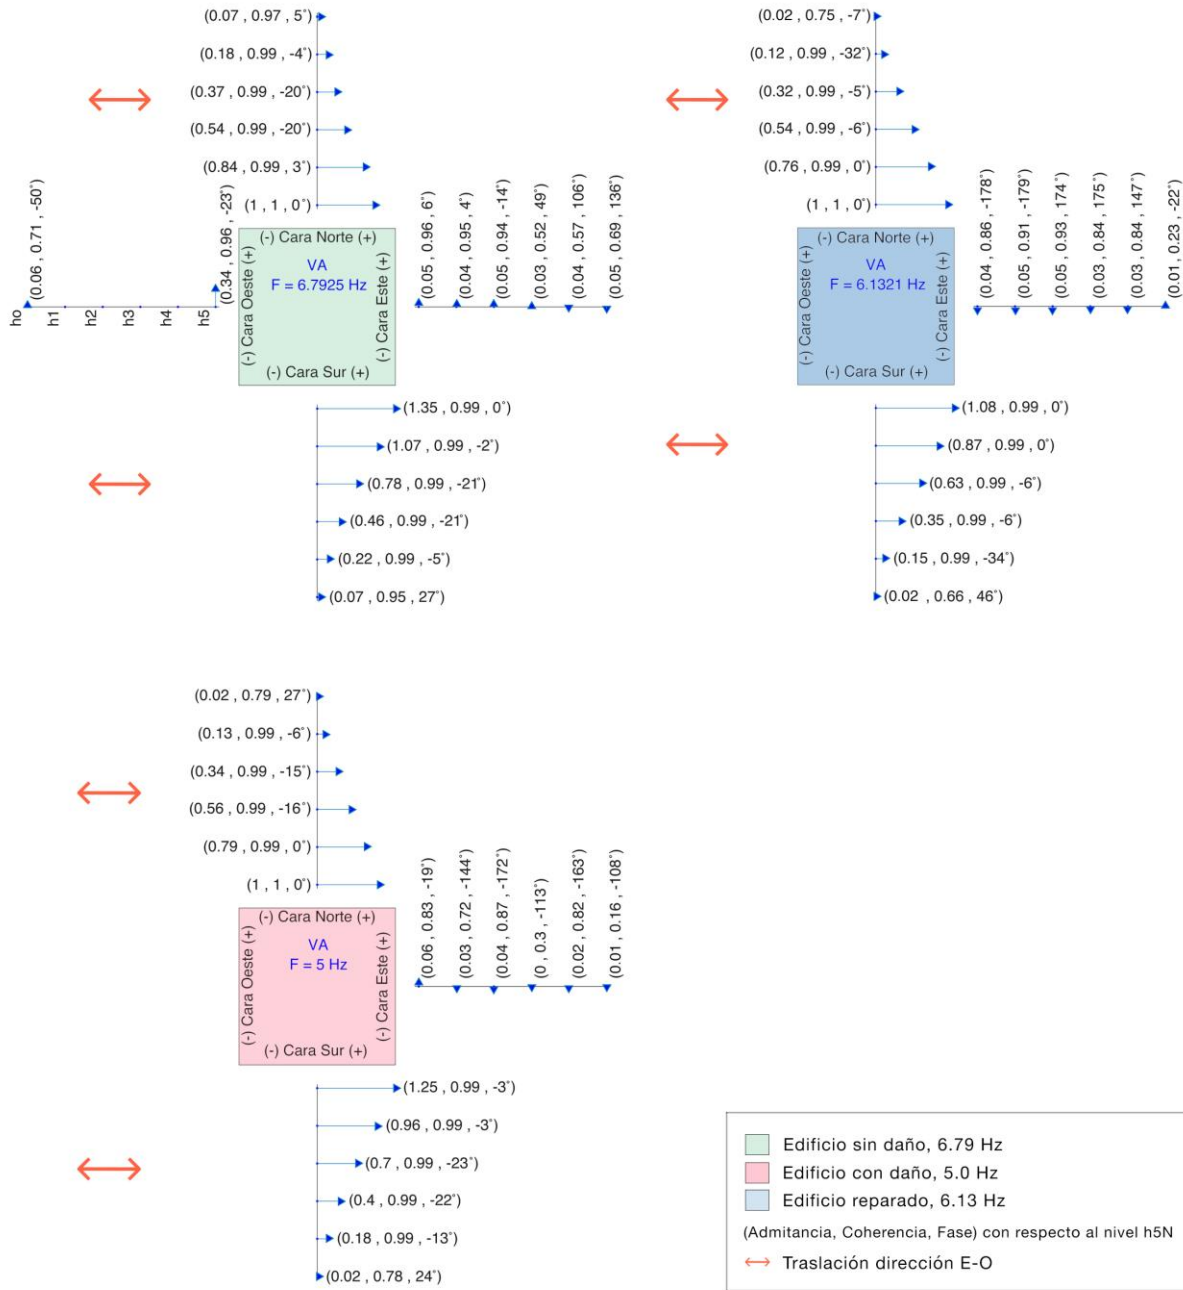 (0.07 , 0.97 , 5°)
(0.18 , 0.99 , -4°)
(0.37 , 0.99 , -20°)
(0.54 , 0.99 , -20°)
(0.84 , 0.99 , 3°)
(1 , 1 , 0°)
ho
h1
h2
h3
h4
h5
(0.06 , 0.71 , -50°)
(0.34 , 0.96 , -23°)
(-) Cara Norte (+)
(-) Cara Oeste (+)
VA
F = 6.7925 Hz
(-) Cara Este (+)
(-) Cara Sur (+)
(0.05 , 0.96 , 6°)
(0.04 , 0.95 , 4°)
(0.05 , 0.94 , -14°)
(0.03 , 0.52 , 49°)
(0.04 , 0.57 , 106°)
(0.05 , 0.69 , 136°)
(1.35 , 0.99 , 0°)
(1.07 , 0.99 , -2°)
(0.78 , 0.99 , -21°)
(0.46 , 0.99 , -21°)
(0.22 , 0.99 , -5°)
(0.07 , 0.95 , 27°)
(0.02 , 0.75 , -7°)
(0.12 , 0.99 , -32°)
(0.32 , 0.99 , -5°)
(0.54 , 0.99 , -6°)
(0.76 , 0.99 , 0°)
(1 , 1 , 0°)
(-) Cara Norte (+)
(-) Cara Oeste (+)
VA
F = 6.1321 Hz
(-) Cara Este (+)
(-) Cara Sur (+)
(0.04 , 0.86 , -178°)
(0.05 , 0.91 , -179°)
(0.05 , 0.93 , 174°)
(0.03 , 0.84 , 175°)
(0.03 , 0.84 , 147°)
(0.01 , 0.23 , -22°)
(1.08 , 0.99 , 0°)
(0.87 , 0.99 , 0°)
(0.63 , 0.99 , -6°)
(0.35 , 0.99 , -6°)
(0.15 , 0.99 , -34°)
(0.02 , 0.66 , 46°)
(0.02 , 0.79 , 27°)
(0.13 , 0.99 , -6°)
(0.34 , 0.99 , -15°)
(0.56 , 0.99 , -16°)
(0.79 , 0.99 , 0°)
(1 , 1 , 0°)
(-) Cara Norte (+)
(-) Cara Oeste (+)
VA
F = 5 Hz
(-) Cara Este (+)
(-) Cara Sur (+)
(0.06 , 0.83 , -19°)
(0.03 , 0.72 , -144°)
(0.04 , 0.87 , -172°)
(0 , 0.3 , -113°)
(0.02 , 0.82 , -163°)
(0.01 , 0.16 , -108°)
(1.25 , 0.99 , -3°)
(0.96 , 0.99 , -3°)
(0.7 , 0.99 , -23°)
(0.4 , 0.99 , -22°)
(0.18 , 0.99 , -13°)
(0.02 , 0.78 , 24°)
Edificio sin daño, 6.79 Hz
Edificio con daño, 5.0 Hz
Edificio reparado, 6.13 Hz
(Admitancia, Coherencia, Fase) con respecto al nivel h5N
Traslación dirección E-O